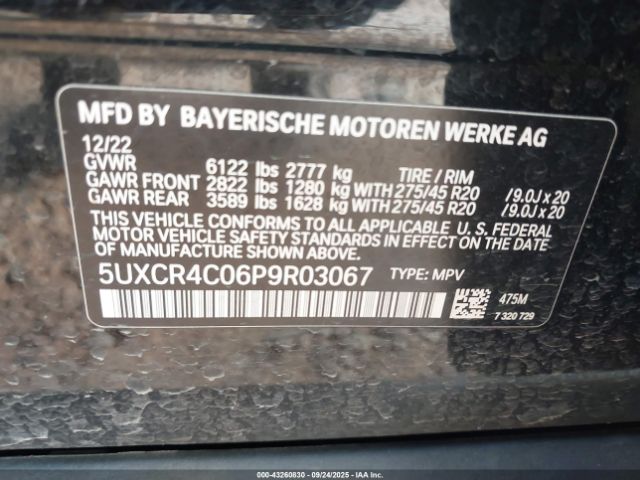 MFD BY BAYERISCHE MOTOREN WERKE AG
12/22
GVWR 6122 lbs 2777 kg TIRE / RIM
GAWR FRONT 2822 lbs 1280 kg WITH 275/45 R20 /9.0J x 20
GAWR REAR 3589 lbs 1628 kg WITH 275/45 R20 /9.0J x 20
THIS VEHICLE CONFORMS TO ALL APPLICABLE U. S. FEDERAL
MOTOR VEHICLE SAFETY STANDARDS IN EFFECT ON THE DATE
OF MANUFACTURE SHOWN ABOVE.
5UXCR4C06P9R03067 TYPE: MPV
475M
7 320 729
000-43260830 - 09/24/2025 - IAAI.COM